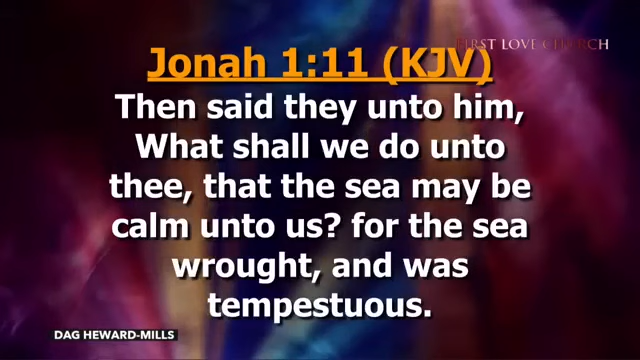 FIRST LOVE CHURCH
Jonah 1:11 (KJV)
Then said they unto him,
What shall we do unto
thee, that the sea may be
calm unto us? for the sea
wrought, and was
tempestuous.
DAG HEWARD-MILLS